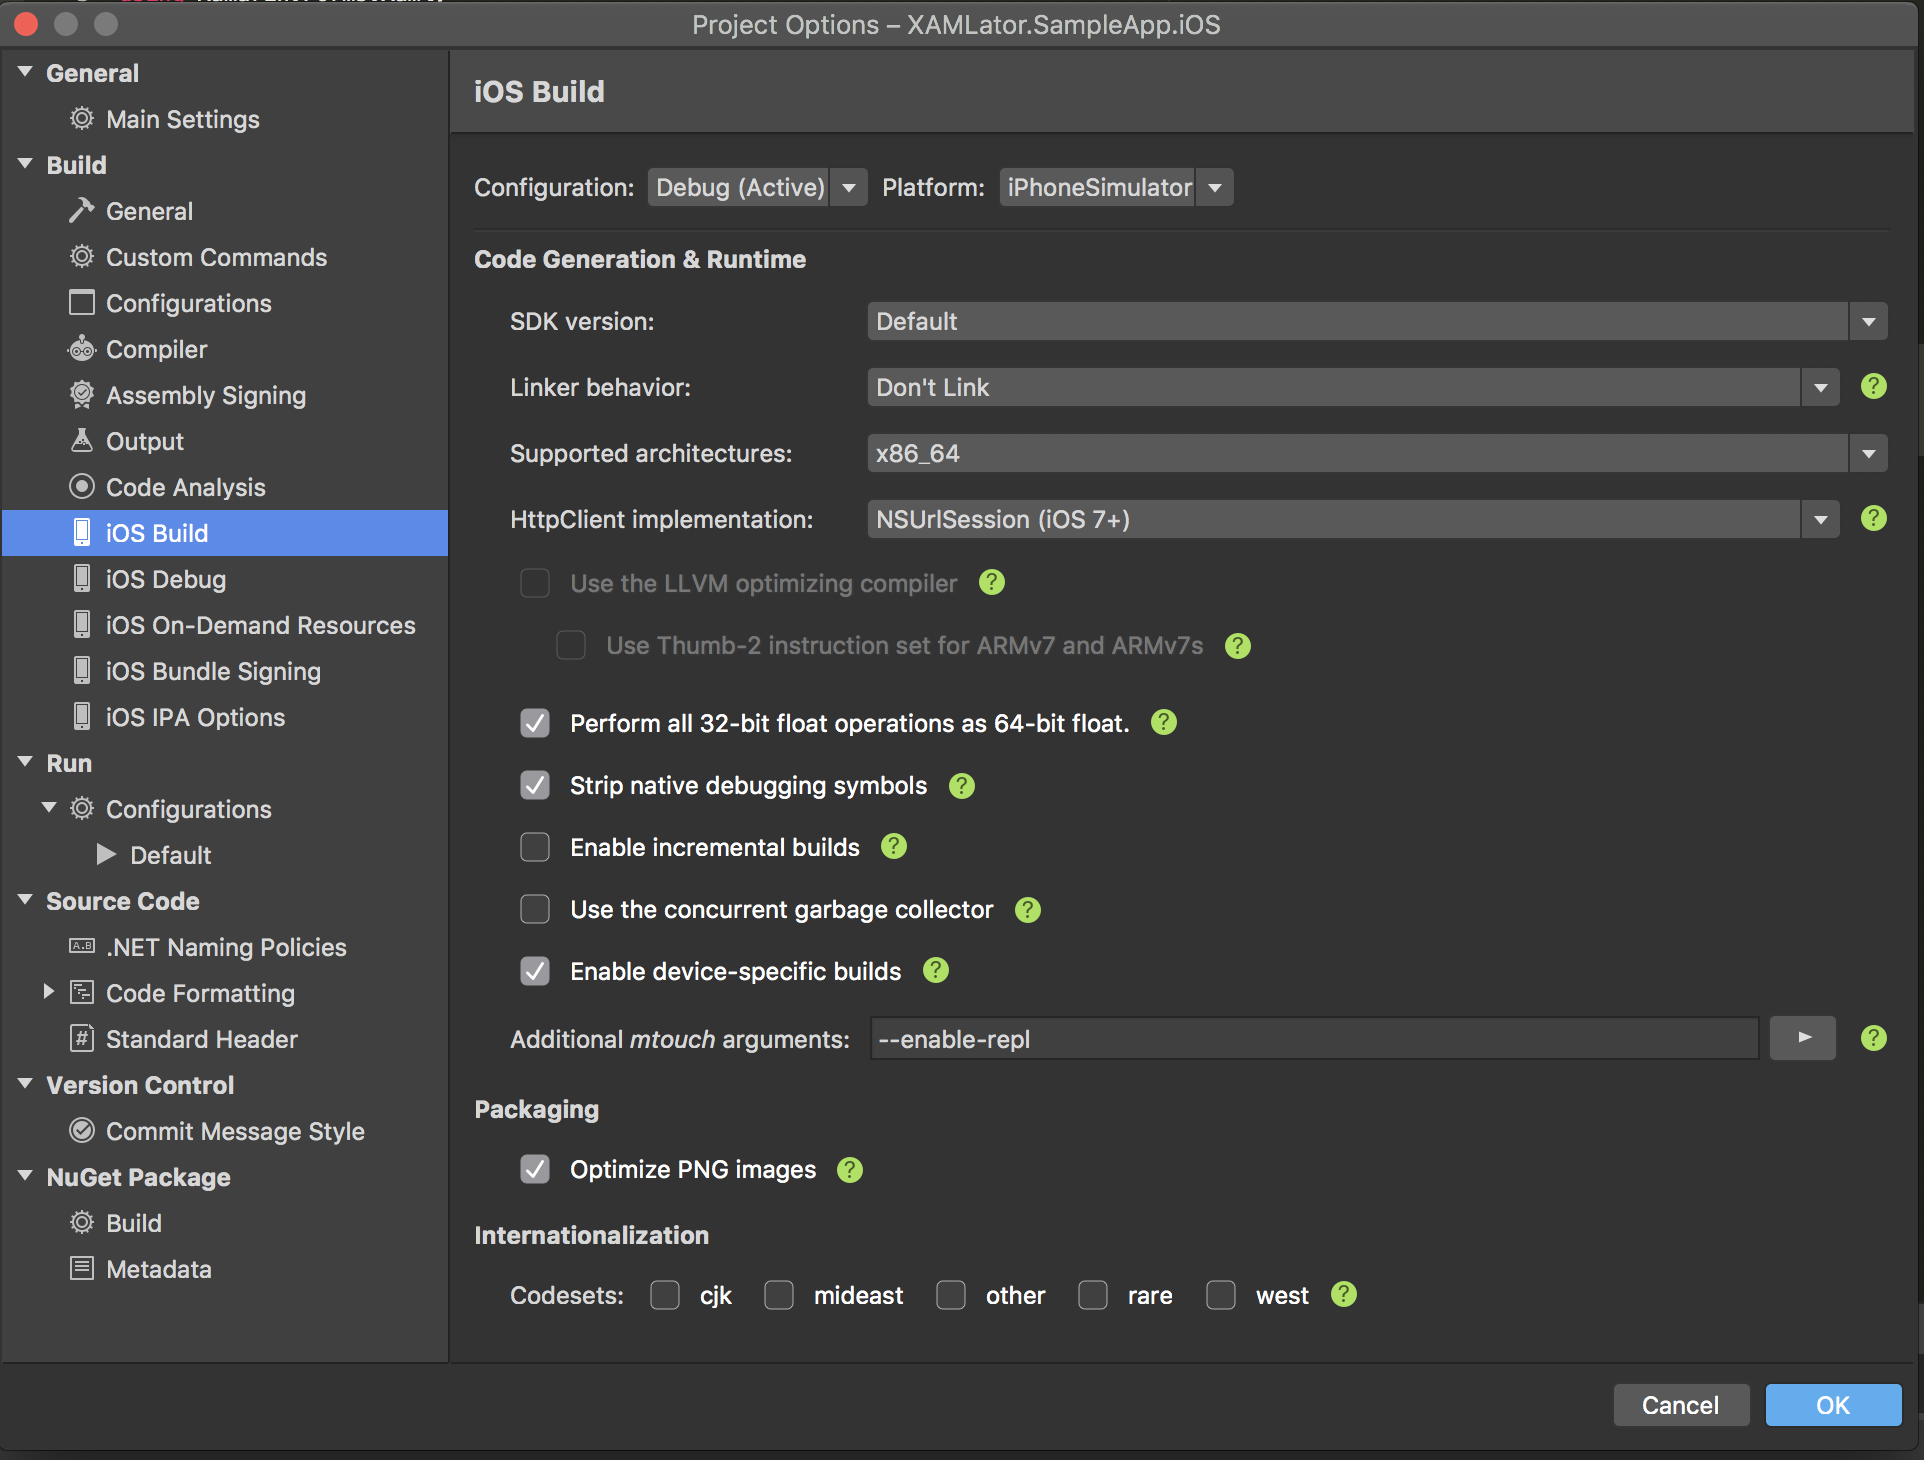 Project Options – XAMLator.SampleApp.iOS
General
Main Settings
Build
General
Custom Commands
Configurations
Compiler
Assembly Signing
Output
Code Analysis
iOS Build
iOS Debug
iOS On-Demand Resources
iOS Bundle Signing
iOS IPA Options
Run
Configurations
Default
Source Code
.NET Naming Policies
Code Formatting
Standard Header
Version Control
Commit Message Style
NuGet Package
Build
Metadata
iOS Build
Configuration: Debug (Active) Platform: iPhoneSimulator
Code Generation & Runtime
SDK version: Default
Linker behavior: Don't Link ?
Supported architectures: x86_64
HttpClient implementation: NSUrlSession (iOS 7+) ?
Use the LLVM optimizing compiler ?
Use Thumb-2 instruction set for ARMv7 and ARMv7s ?
Perform all 32-bit float operations as 64-bit float. ?
Strip native debugging symbols ?
Enable incremental builds ?
Use the concurrent garbage collector ?
Enable device-specific builds ?
Additional mtouch arguments: --enable-repl ?
Packaging
Optimize PNG images ?
Internationalization
Codesets: cjk mideast other rare west ?
Cancel OK